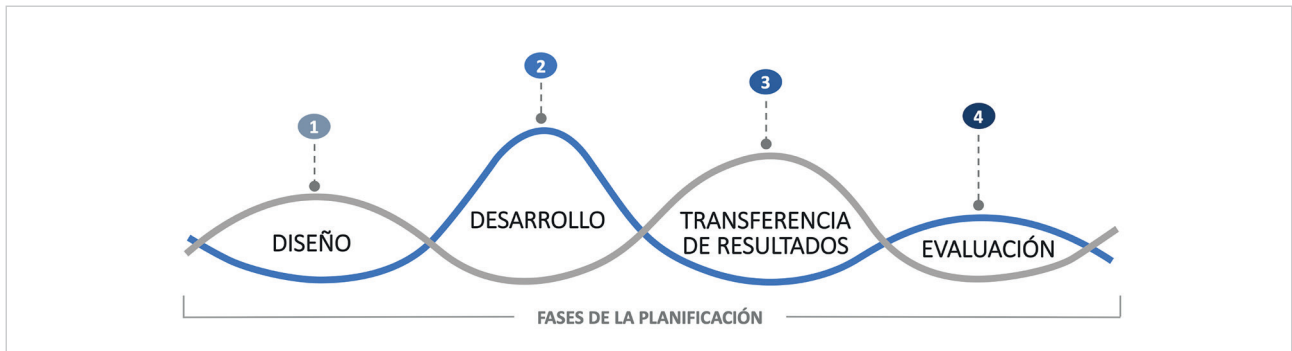 1
2
3
4
DISEÑO
DESARROLLO
TRANSFERENCIA
DE RESULTADOS
EVALUACIÓN
FASES DE LA PLANIFICACIÓN